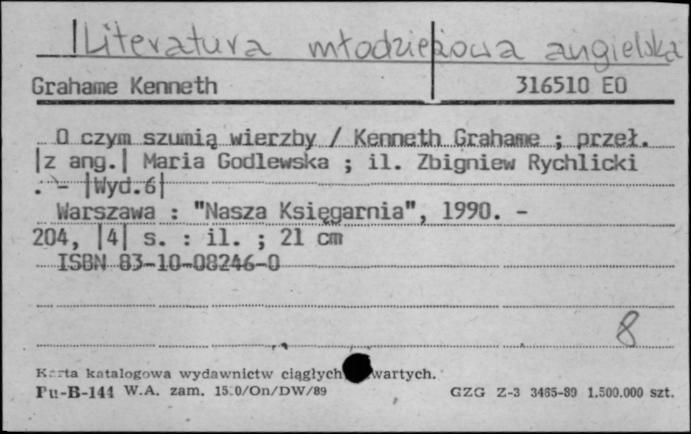 Literatura młodzieżowa angielska
Grahame Kenneth 316510 EO
O czym szumią wierzby / Kenneth Grahame ; przeł.
|z ang.| Maria Godlewska ; il. Zbigniew Rychlicki
. - |Wyd.6|
Warszawa : "Nasza Księgarnia", 1990. -
204, |4| s. : il. ; 21 cm
ISBN 83-10-08246-0
8
Karta katalogowa wydawnictw ciągłych wartych.
Pu-B-144 W.A. zam. /On/DW/89 GZG Z-3 3465-89 1.500.000 szt.